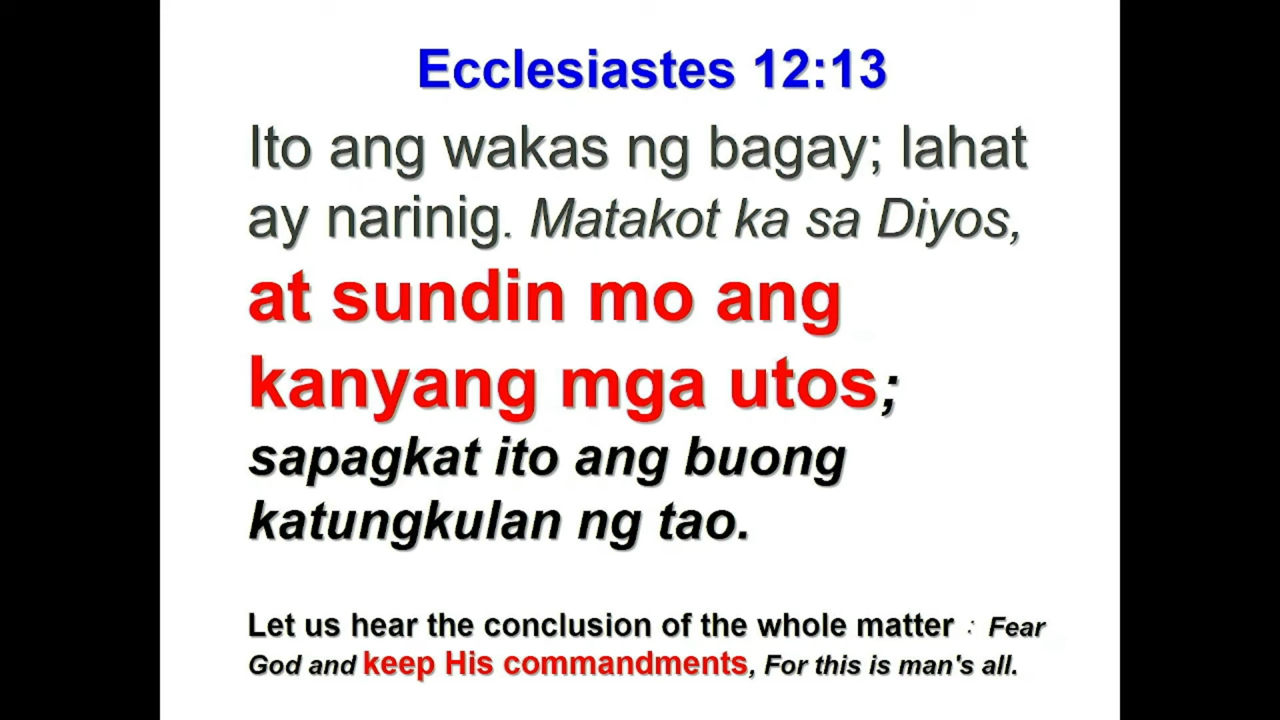 Ecclesiastes 12:13
Ito ang wakas ng bagay; lahat
ay narinig. Matakot ka sa Diyos,
at sundin mo ang
kanyang mga utos;
sapagkat ito ang buong
katungkulan ng tao.
Let us hear the conclusion of the whole matter : Fear
God and keep His commandments, For this is man's all.